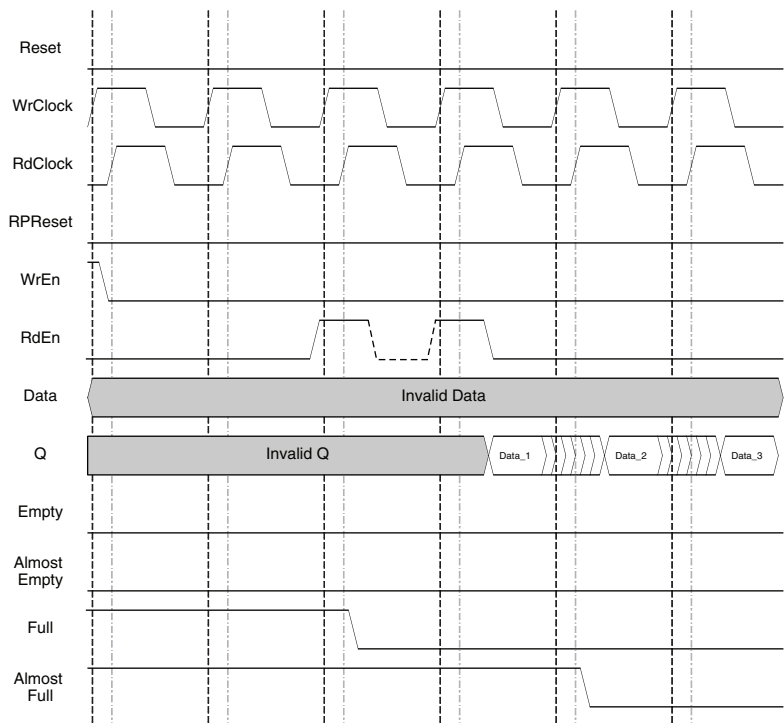 Reset
WrClock
RdClock
RPReset
WrEn
RdEn
Data
Invalid Data
Q
Invalid Q
Data_1
Data_2
Data_3
Empty
Almost
Empty
Full
Almost
Full